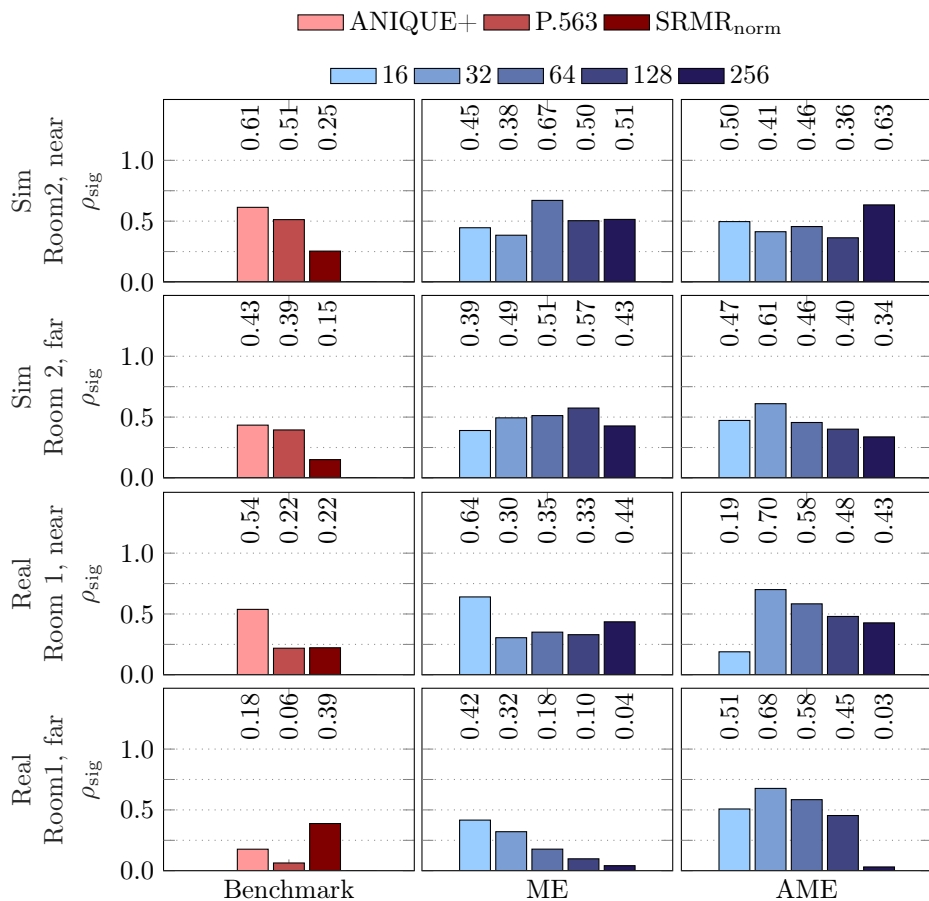 ANIQUE+ P.563 SRMRnorm
16 32 64 128 256
Sim
Room2, near
ρsig
1.0
0.5
0.0
0.61 0.51 0.25
0.45 0.38 0.67 0.50 0.51
0.50 0.41 0.46 0.36 0.63
Sim
Room 2, far
ρsig
1.0
0.5
0.0
0.43 0.39 0.15
0.39 0.49 0.51 0.57 0.43
0.47 0.61 0.46 0.40 0.34
Real
Room 1, near
ρsig
1.0
0.5
0.0
0.54 0.22 0.22
0.64 0.30 0.35 0.33 0.44
0.19 0.70 0.58 0.48 0.43
Real
Room1, far
ρsig
1.0
0.5
0.0
0.18 0.06 0.39
0.42 0.32 0.18 0.10 0.04
0.51 0.68 0.58 0.45 0.03
Benchmark ME AME